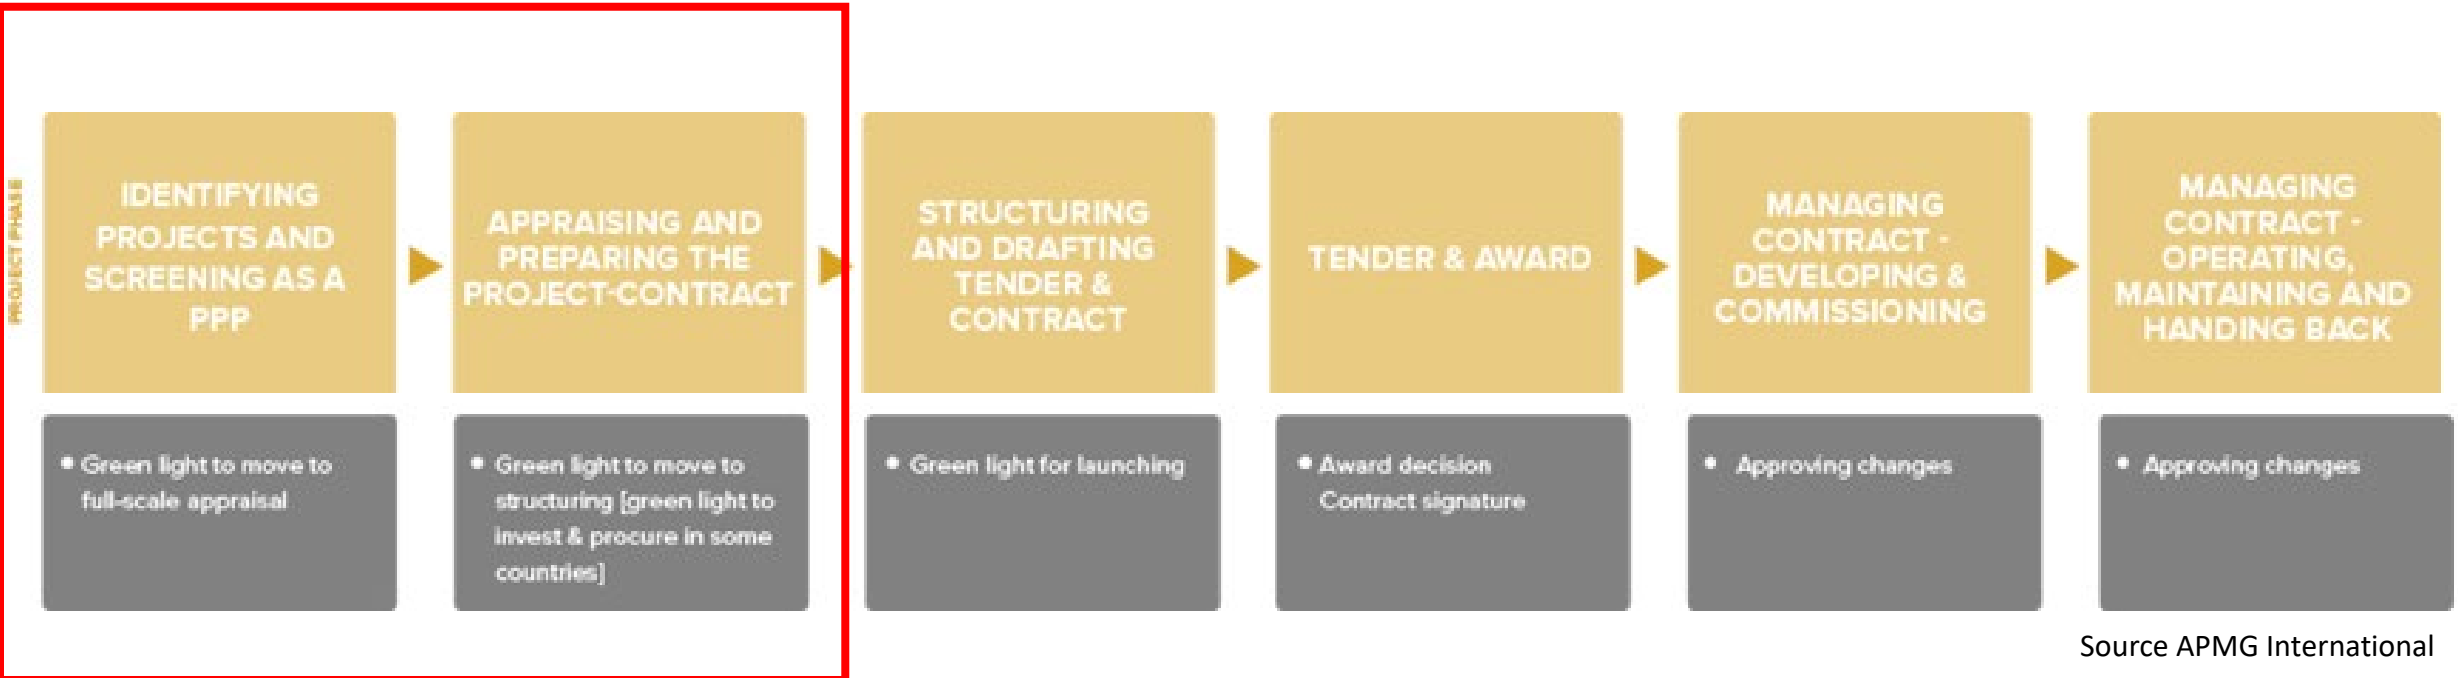 PROJECT PHASE
IDENTIFYING
PROJECTS AND
SCREENING AS A
PPP
APPRAISING AND
PREPARING THE
PROJECT-CONTRACT
STRUCTURING
AND DRAFTING
TENDER &
CONTRACT
TENDER & AWARD
MANAGING
CONTRACT -
DEVELOPING &
COMMISSIONING
MANAGING
CONTRACT -
OPERATING,
MAINTAINING AND
HANDING BACK
• Green light to move to
full-scale appraisal
• Green light to move to
structuring [green light to
invest & procure in some
countries]
• Green light for launching
• Award decision
Contract signature
• Approving changes
• Approving changes
Source APMG International